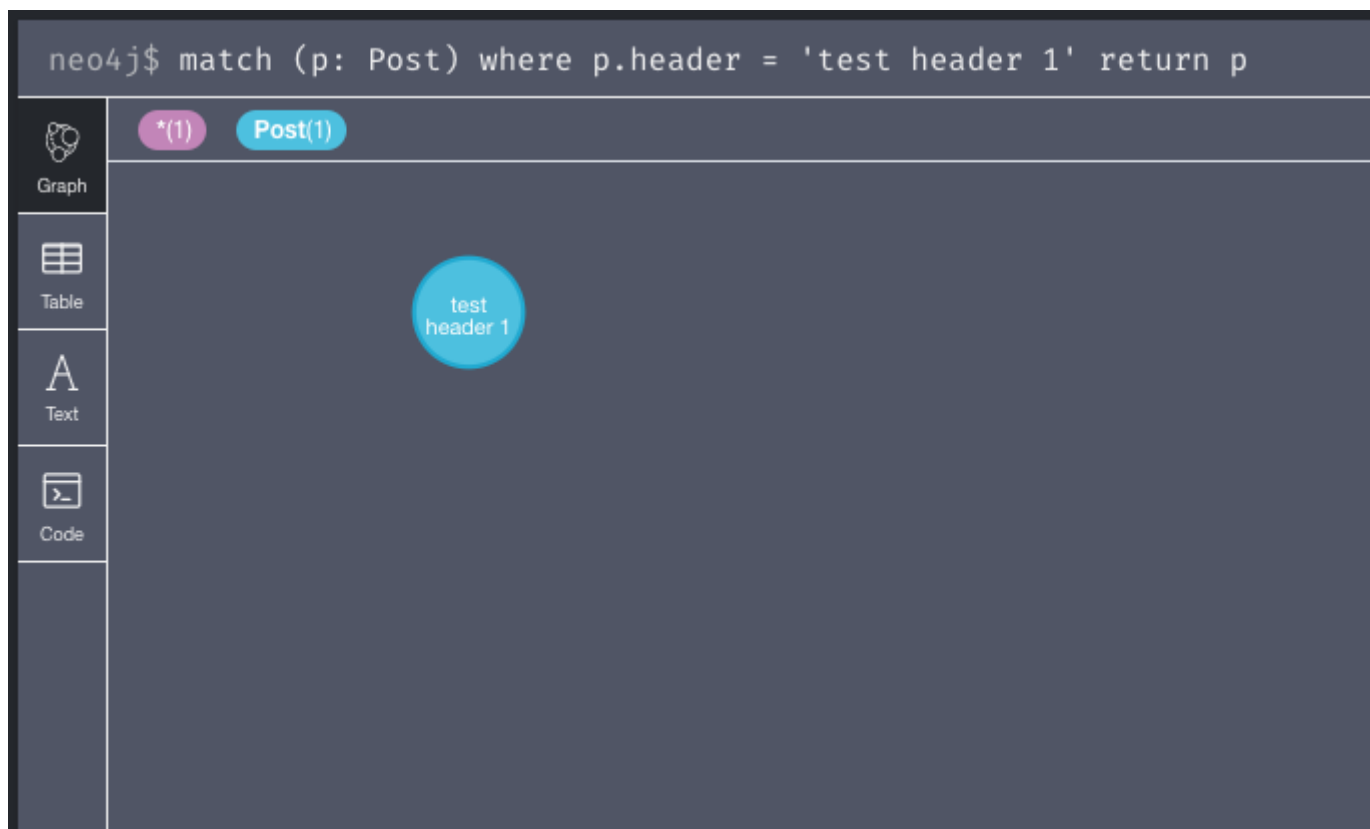 neo4j$ match (p: Post) where p.header = 'test header 1' return p
*(1) Post(1)
Graph
Table
A
Text
>_
Code
test
header 1